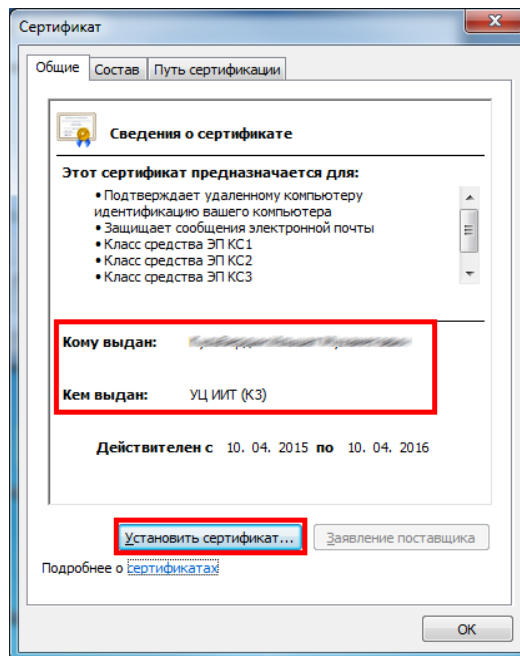 Сертификат
Общие Состав Путь сертификации
Сведения о сертификате
Этот сертификат предназначается для:
• Подтверждает удаленному компьютеру
идентификацию вашего компьютера
• Защищает сообщения электронной почты
• Класс средства ЭП КС1
• Класс средства ЭП КС2
• Класс средства ЭП КС3
Кому выдан:
Кем выдан: УЦ ИИТ (К3)
Действителен с 10. 04. 2015 по 10. 04. 2016
Установить сертификат... Заявление поставщика
Подробнее о сертификатах
ОК